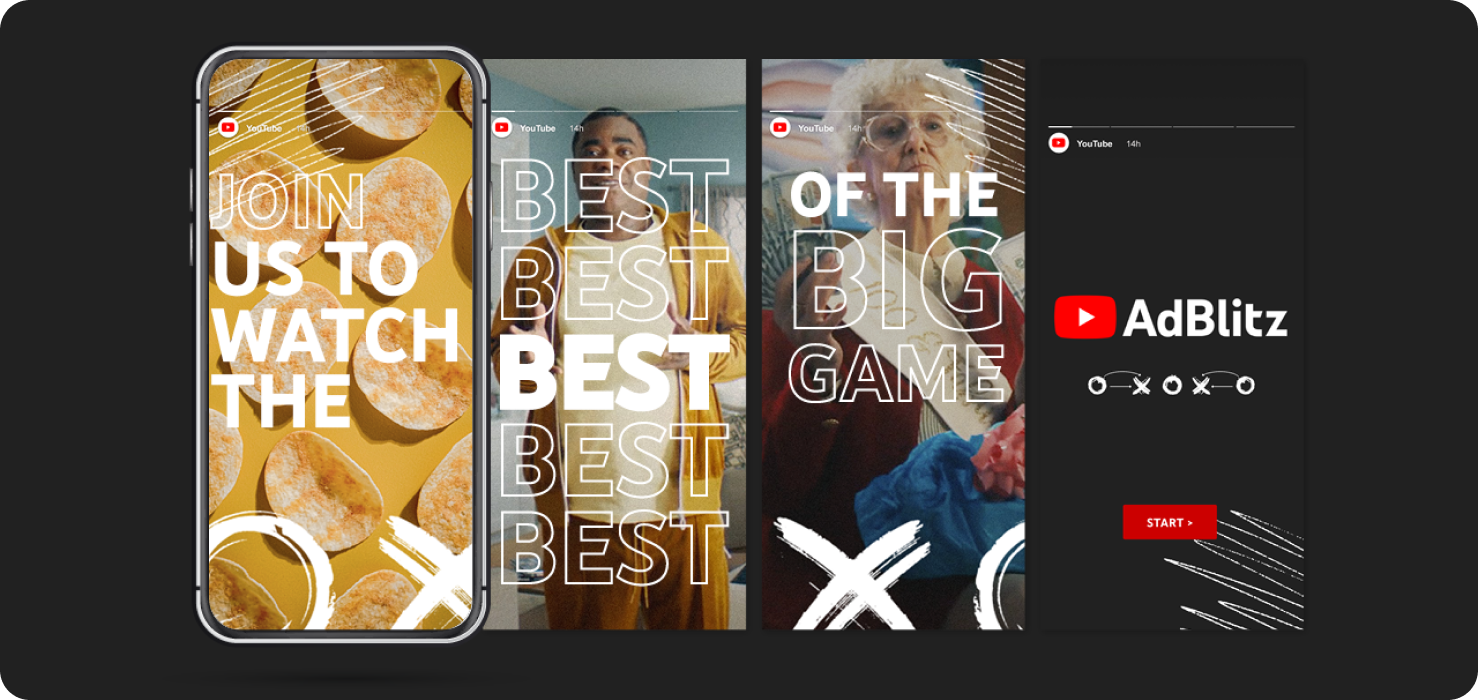 YouTube 14h
JOIN
US TO
WATCH
THE
YouTube 14h
BEST
BEST
BEST
BEST
BEST
YouTube 14h
OF THE
BIG
GAME
YouTube 14h
AdBlitz
START >